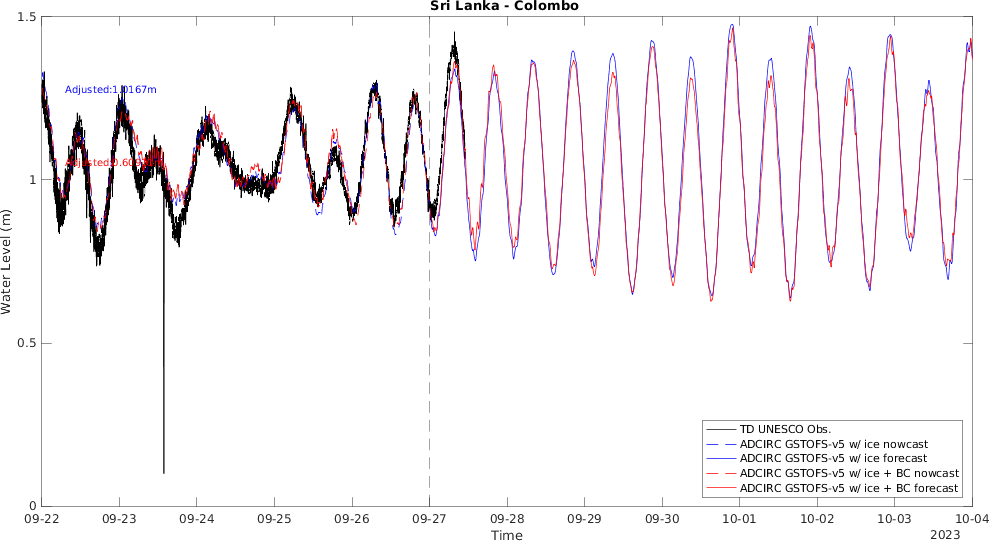 Sri Lanka - Colombo
1.5
Adjusted:1.0167m
1
Water Level (m)
0.5
TD UNESCO Obs.
ADCIRC GSTOFS-v5 w/ ice nowcast
ADCIRC GSTOFS-v5 w/ ice forecast
ADCIRC GSTOFS-v5 w/ ice + BC nowcast
ADCIRC GSTOFS-v5 w/ ice + BC forecast
0
09-22 09-23 09-24 09-25 09-26 09-27 09-28 09-29 09-30 10-01 10-02 10-03 10-04
Time
2023